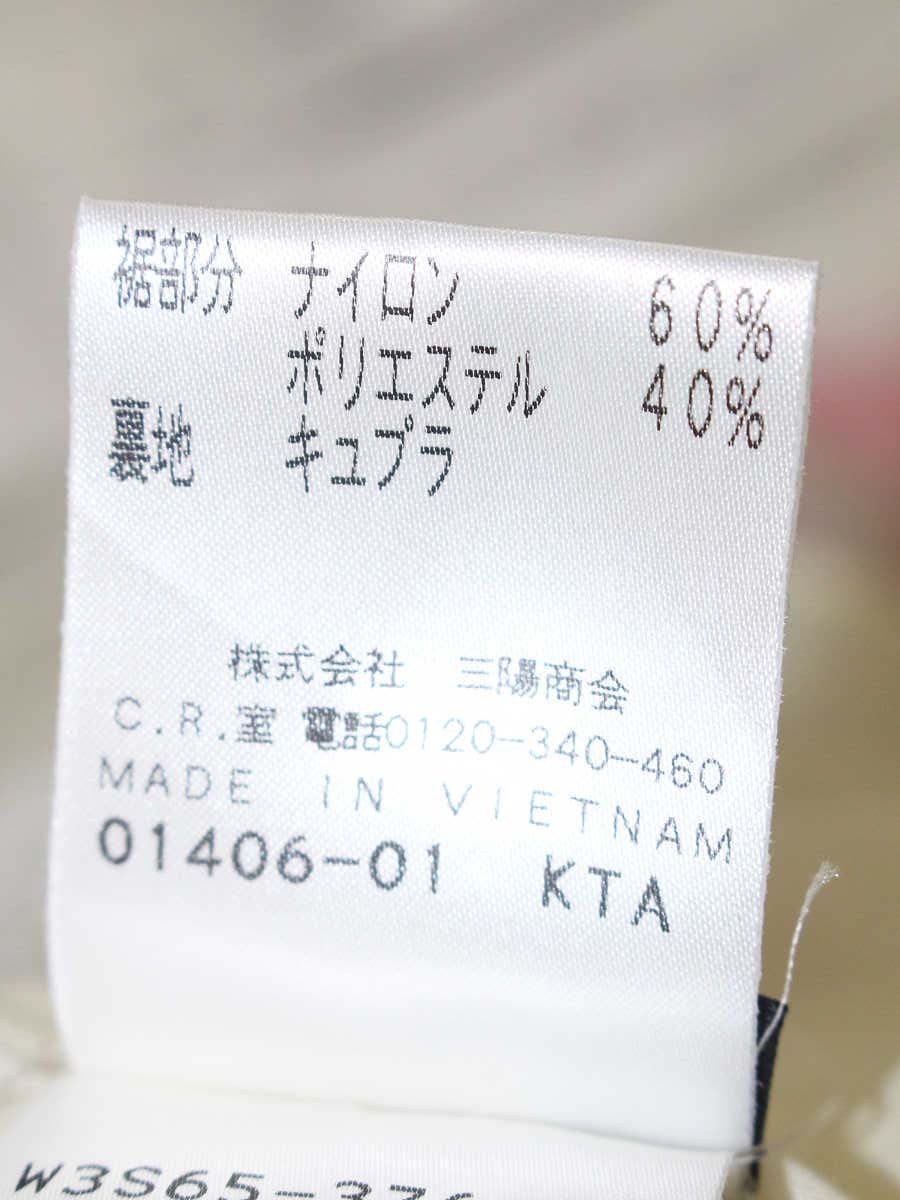 裾部分 ナイロン 60%
ポリエステル 40%
裏地 キュプラ
株式会社 三陽商会
C.R.室 電話0120-340-460
MADE IN VIETNAM
01406-01 KTA